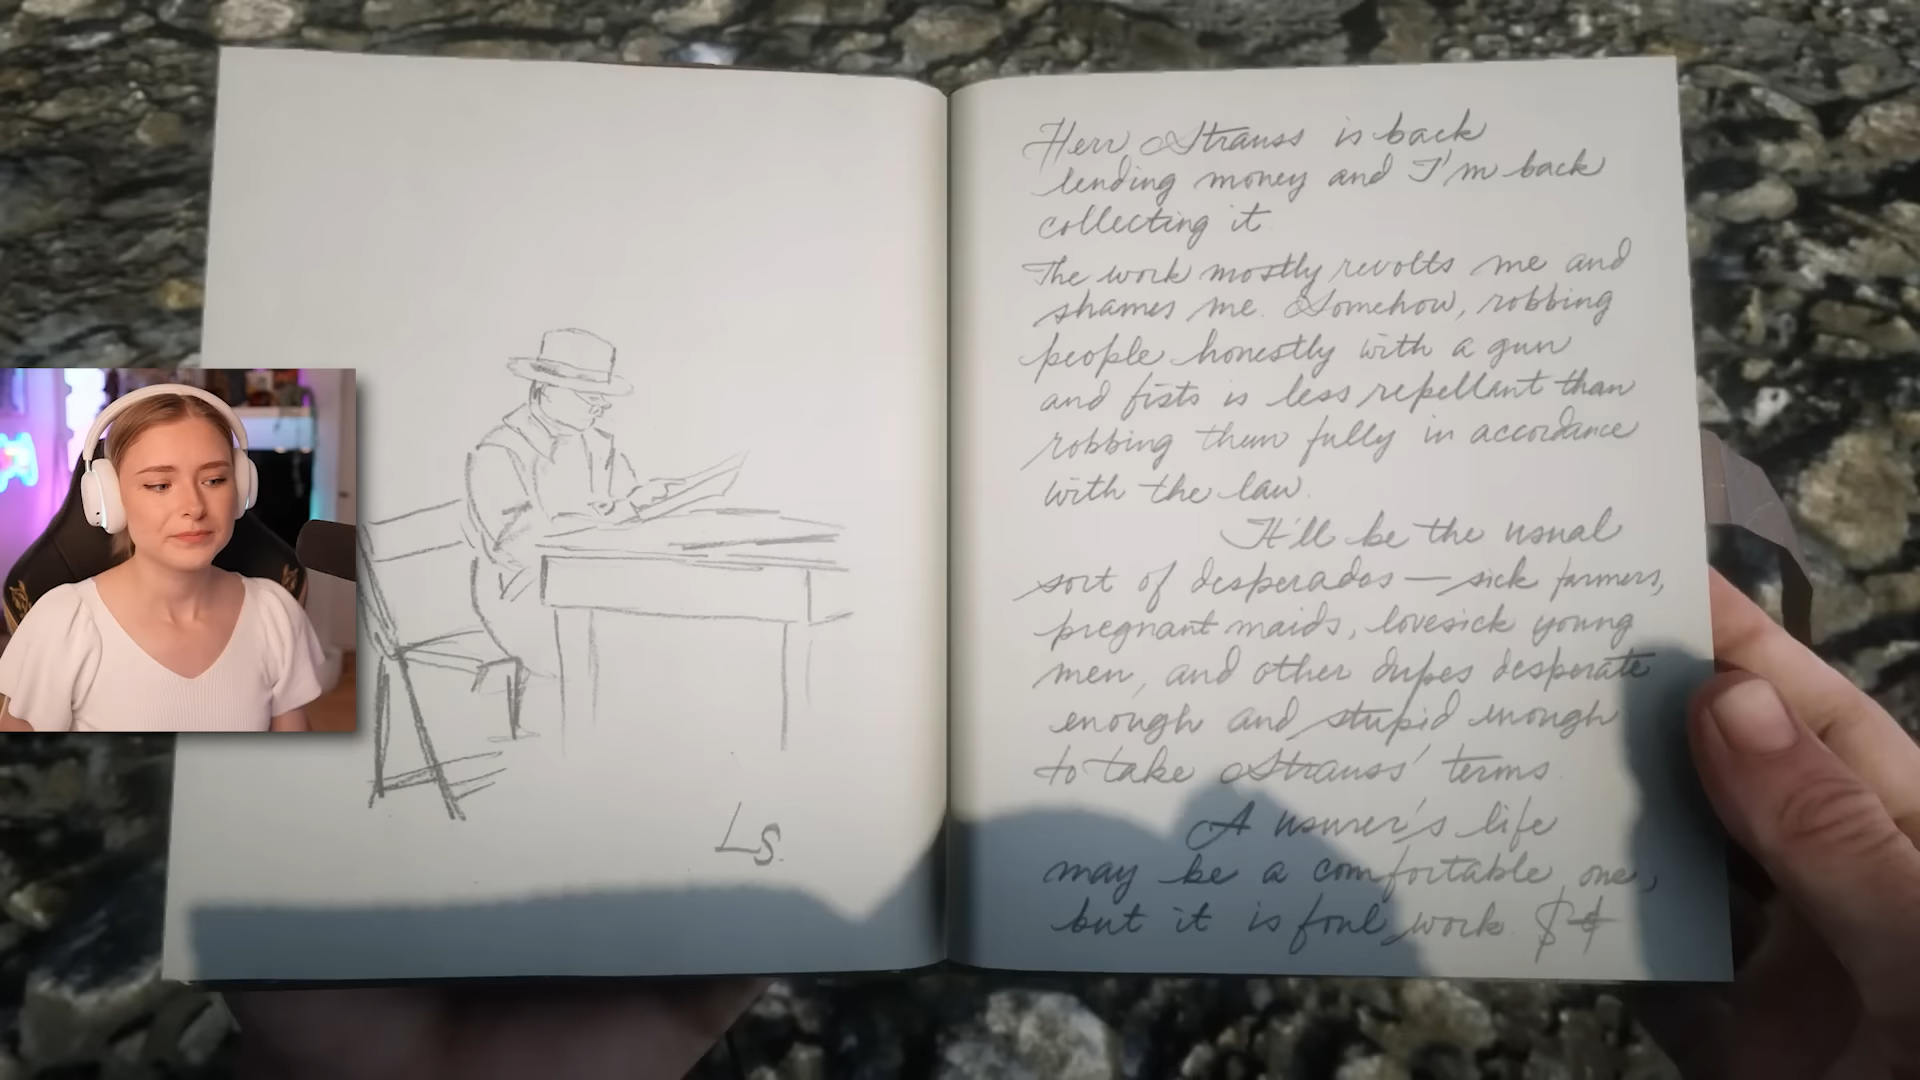 Ls.
Herr Strauss is back
lending money and I'm back
collecting it
The work mostly revolts me and
shames me. Somehow, robbing
people honestly with a gun
and fists is less repellant than
robbing them fully in accordance
with the law.
It'll be the usual
sort of desperados — sick farmers,
pregnant maids, lovesick young
men, and other dupes desperate
enough and stupid enough
to take Strauss' terms.
A usurer's life
may be a comfortable one,
but it is foul work. $¢